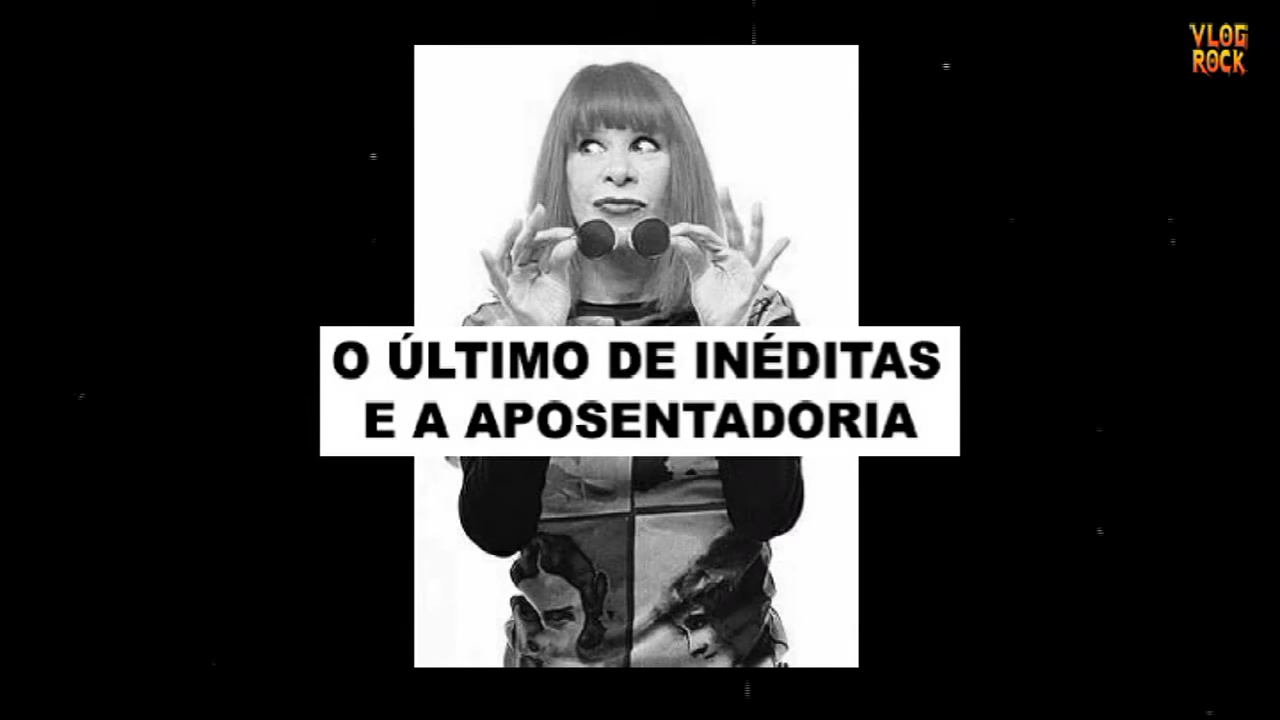 VLOG
ROCK
O ÚLTIMO DE INÉDITAS
E A APOSENTADORIA